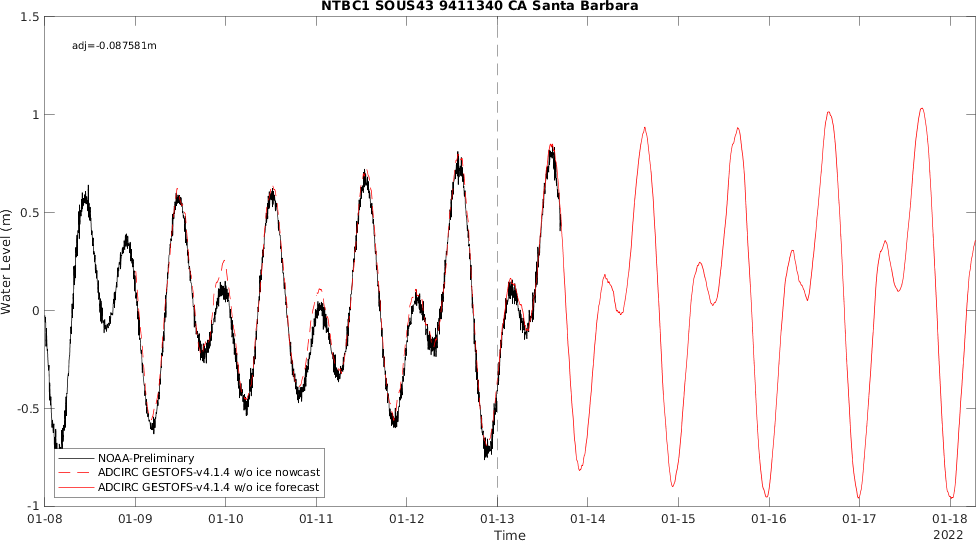 NTBC1 SOUS43 9411340 CA Santa Barbara
1.5
adj=-0.087581m
1
0.5
Water Level (m)
0
-0.5
NOAA-Preliminary
ADCIRC GESTOFS-v4.1.4 w/o ice nowcast
ADCIRC GESTOFS-v4.1.4 w/o ice forecast
-1
01-08 01-09 01-10 01-11 01-12 01-13 01-14 01-15 01-16 01-17 01-18
Time 2022